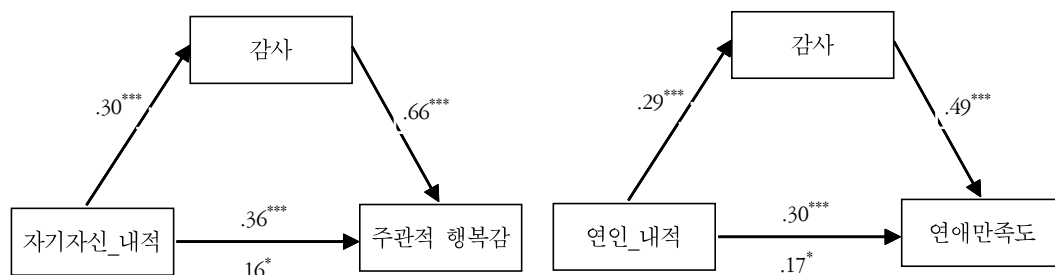 감사
.30***
.66***
자기자신_내적
.36***
주관적 행복감
.16*
감사
.29***
.49***
연인_내적
.30***
연애만족도
.17*